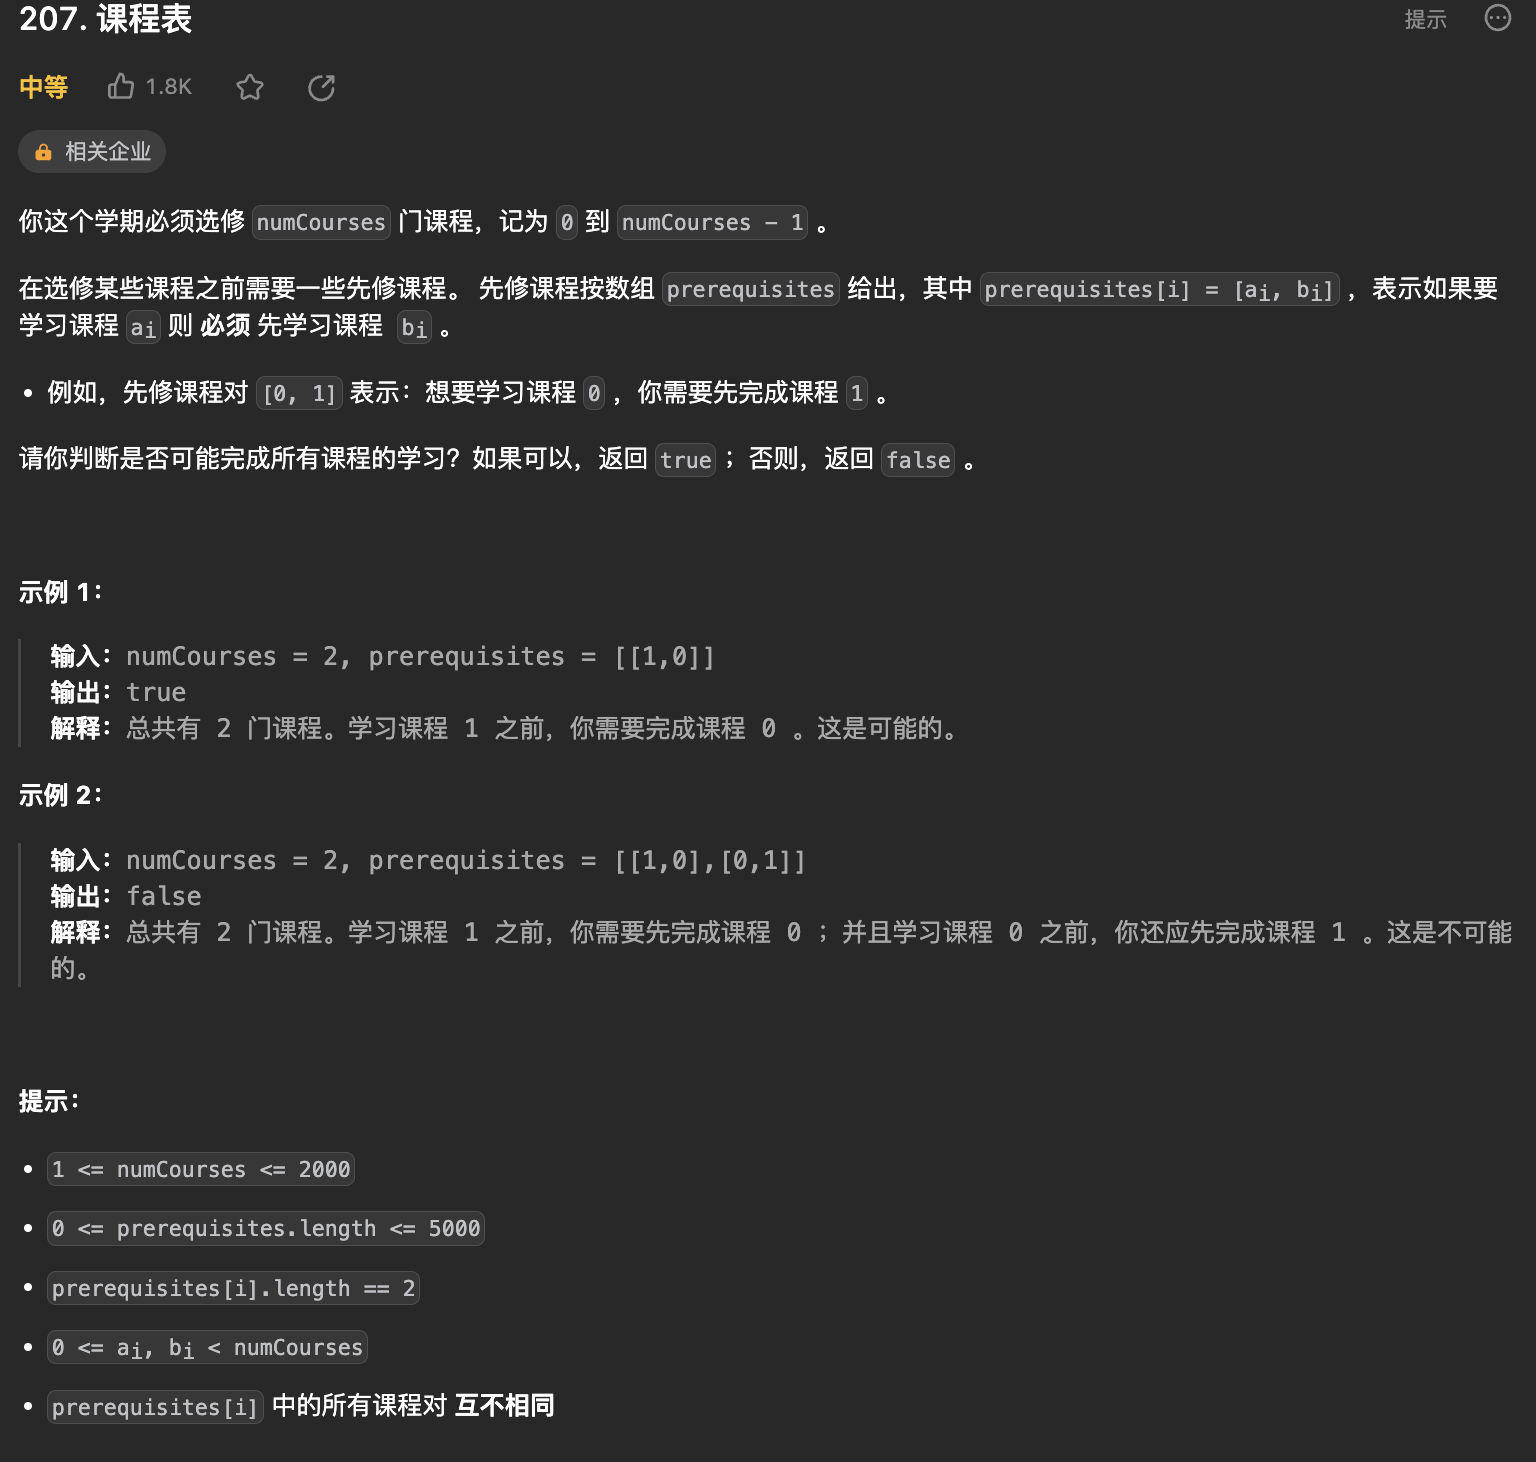 207. 课程表
提示
中等
1.8K
相关企业
你这个学期必须选修 numCourses 门课程，记为 0 到 numCourses - 1 。
在选修某些课程之前需要一些先修课程。 先修课程按数组 prerequisites 给出，其中 prerequisites[i] = [ai, bi] ，表示如果要
学习课程 ai 则 必须 先学习课程 bi 。
• 例如，先修课程对 [0, 1] 表示：想要学习课程 0 ，你需要先完成课程 1 。
请你判断是否可能完成所有课程的学习？如果可以，返回 true ；否则，返回 false 。
示例 1：
输入：numCourses = 2, prerequisites = [[1,0]]
输出：true
解释：总共有 2 门课程。学习课程 1 之前，你需要完成课程 0 。这是可能的。
示例 2：
输入：numCourses = 2, prerequisites = [[1,0],[0,1]]
输出：false
解释：总共有 2 门课程。学习课程 1 之前，你需要先完成课程 0 ；并且学习课程 0 之前，你还应先完成课程 1 。这是不可能
的。
提示：
• 1 <= numCourses <= 2000
• 0 <= prerequisites.length <= 5000
• prerequisites[i].length == 2
• 0 <= ai, bi < numCourses
• prerequisites[i] 中的所有课程对 互不相同